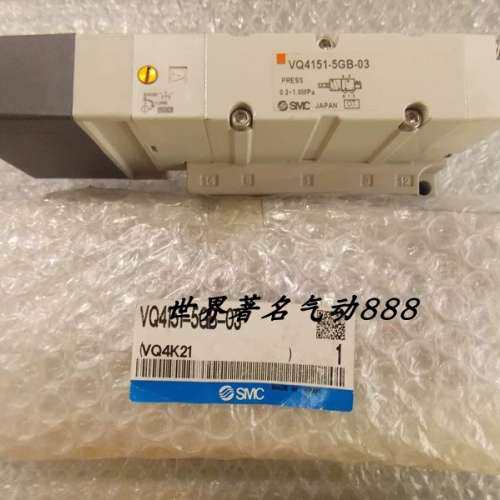 VQ4151-5GB-03
PRESS
0.2~1.0MPa
SMC JAPAN
VQ4151-5GB-03
世界著名气动888
(VQ4K21 ) 1
SMC